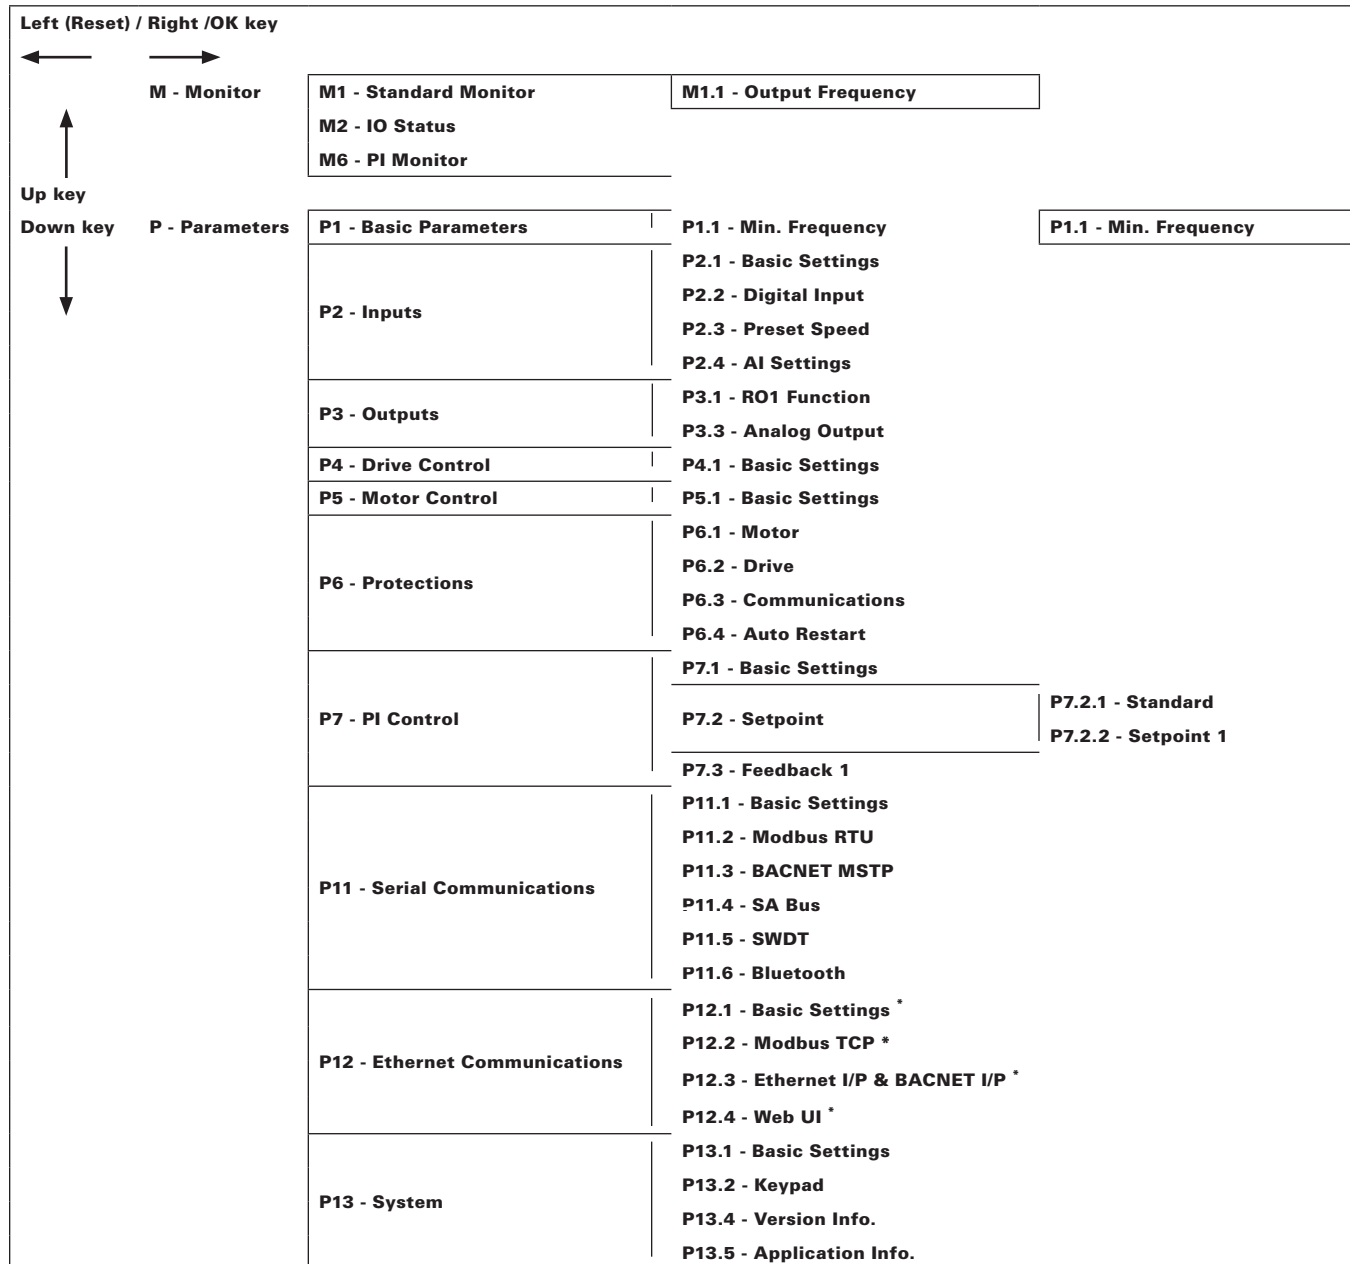 Left (Reset) / Right /OK key
M - Monitor M1 - Standard Monitor M1.1 - Output Frequency
M2 - IO Status
M6 - PI Monitor
Up key
Down key P - Parameters P1 - Basic Parameters P1.1 - Min. Frequency P1.1 - Min. Frequency
P2 - Inputs
P2.1 - Basic Settings
P2.2 - Digital Input
P2.3 - Preset Speed
P2.4 - AI Settings
P3 - Outputs
P3.1 - RO1 Function
P3.3 - Analog Output
P4 - Drive Control P4.1 - Basic Settings
P5 - Motor Control P5.1 - Basic Settings
P6 - Protections
P6.1 - Motor
P6.2 - Drive
P6.3 - Communications
P6.4 - Auto Restart
P7 - PI Control
P7.1 - Basic Settings
P7.2 - Setpoint
P7.2.1 - Standard
P7.2.2 - Setpoint 1
P7.3 - Feedback 1
P11 - Serial Communications
P11.1 - Basic Settings
P11.2 - Modbus RTU
P11.3 - BACNET MSTP
P11.4 - SA Bus
P11.5 - SWDT
P11.6 - Bluetooth
P12 - Ethernet Communications
P12.1 - Basic Settings *
P12.2 - Modbus TCP *
P12.3 - Ethernet I/P & BACNET I/P *
P12.4 - Web UI *
P13 - System
P13.1 - Basic Settings
P13.2 - Keypad
P13.4 - Version Info.
P13.5 - Application Info.